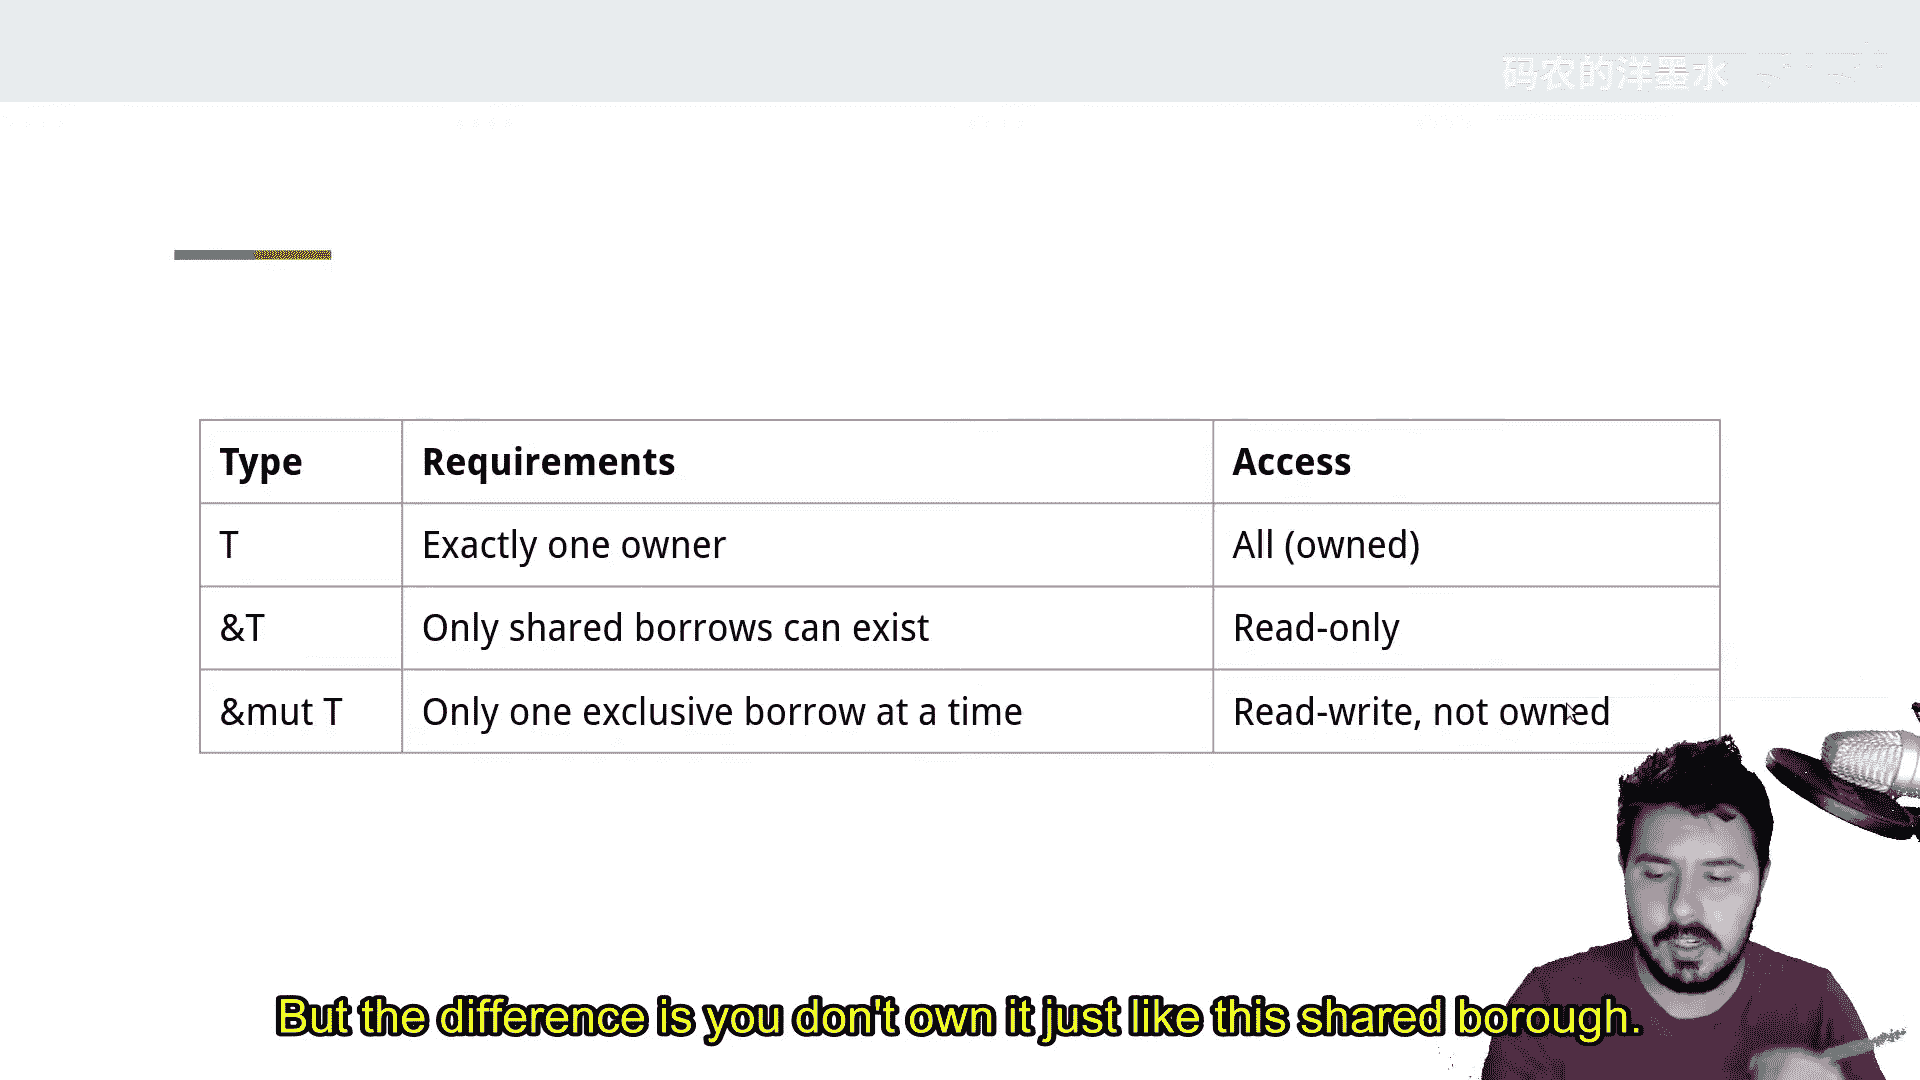 码农的洋墨水
Type Requirements Access
T Exactly one owner All (owned)
&T Only shared borrows can exist Read-only
&mut T Only one exclusive borrow at a time Read-write, not owned
But the difference is you don't own it just like this shared borough.